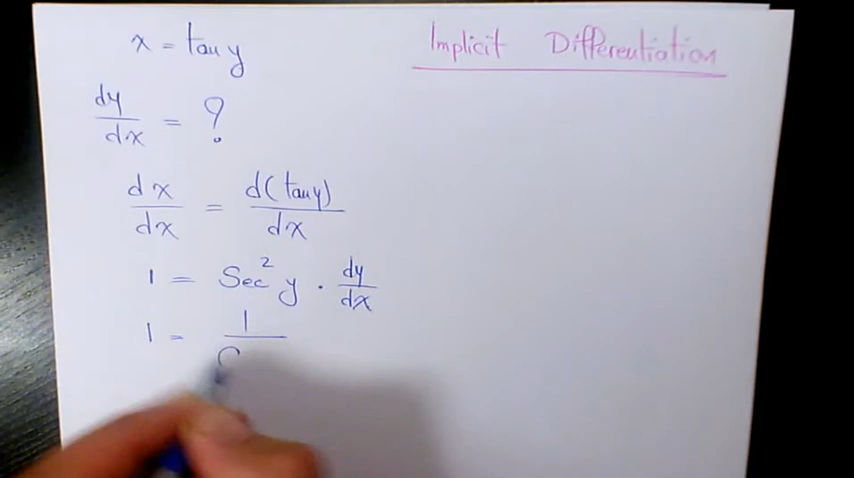 Implicit Differentiation
x = tan y
dy/dx = ?
dx/dx = d(tan y)/dx
1 = Sec² y · dy/dx
1 = 1/C